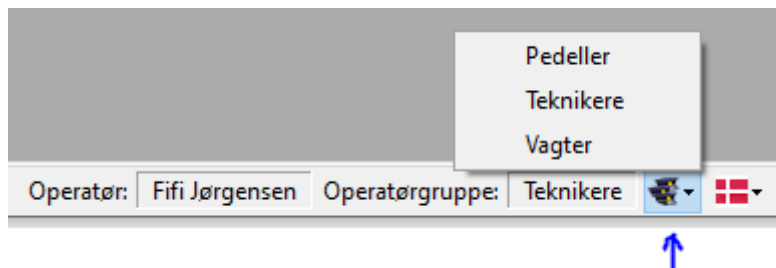 Pedeller
Teknikere
Vagter
Operatør: Fifi Jørgensen Operatørgruppe: Teknikere